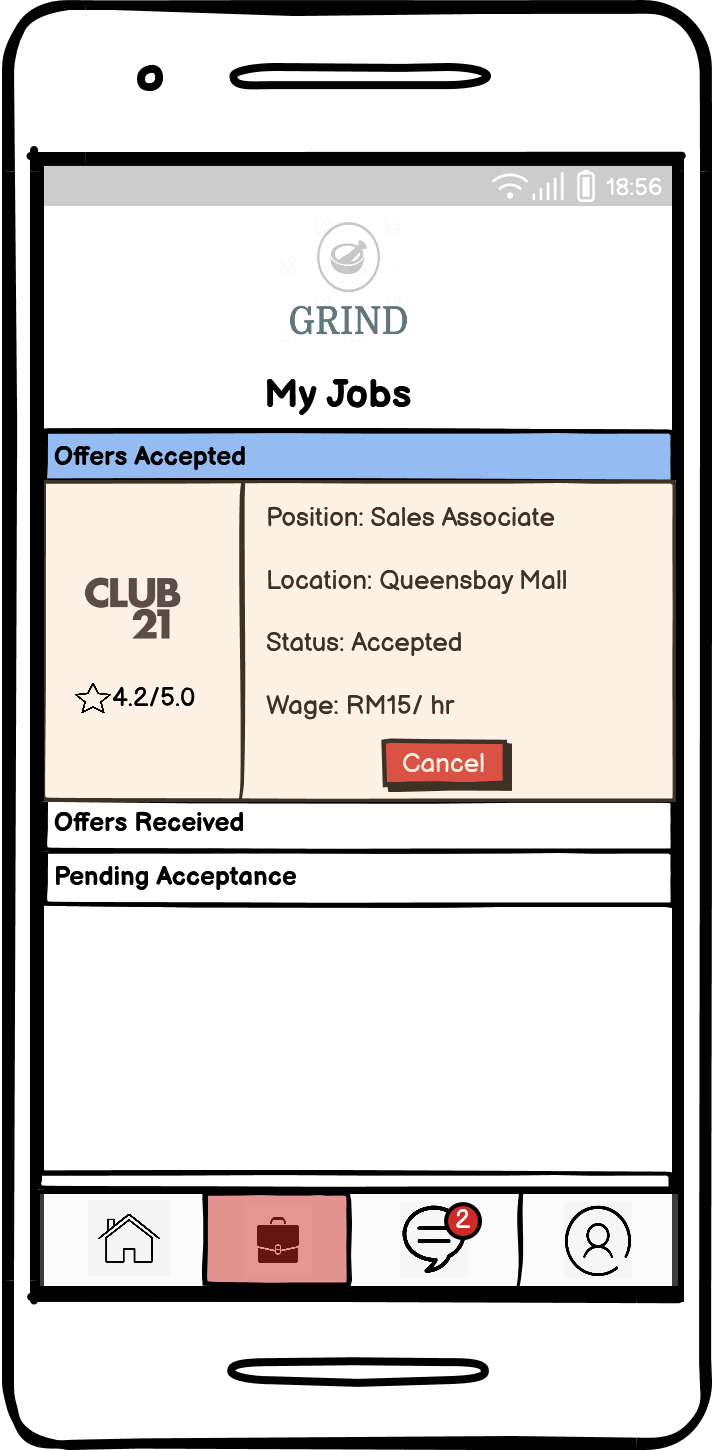 18:56
GRIND
My Jobs
Offers Accepted
CLUB
21
4.2/5.0
Position: Sales Associate
Location: Queensbay Mall
Status: Accepted
Wage: RM15/ hr
Cancel
Offers Received
Pending Acceptance
2